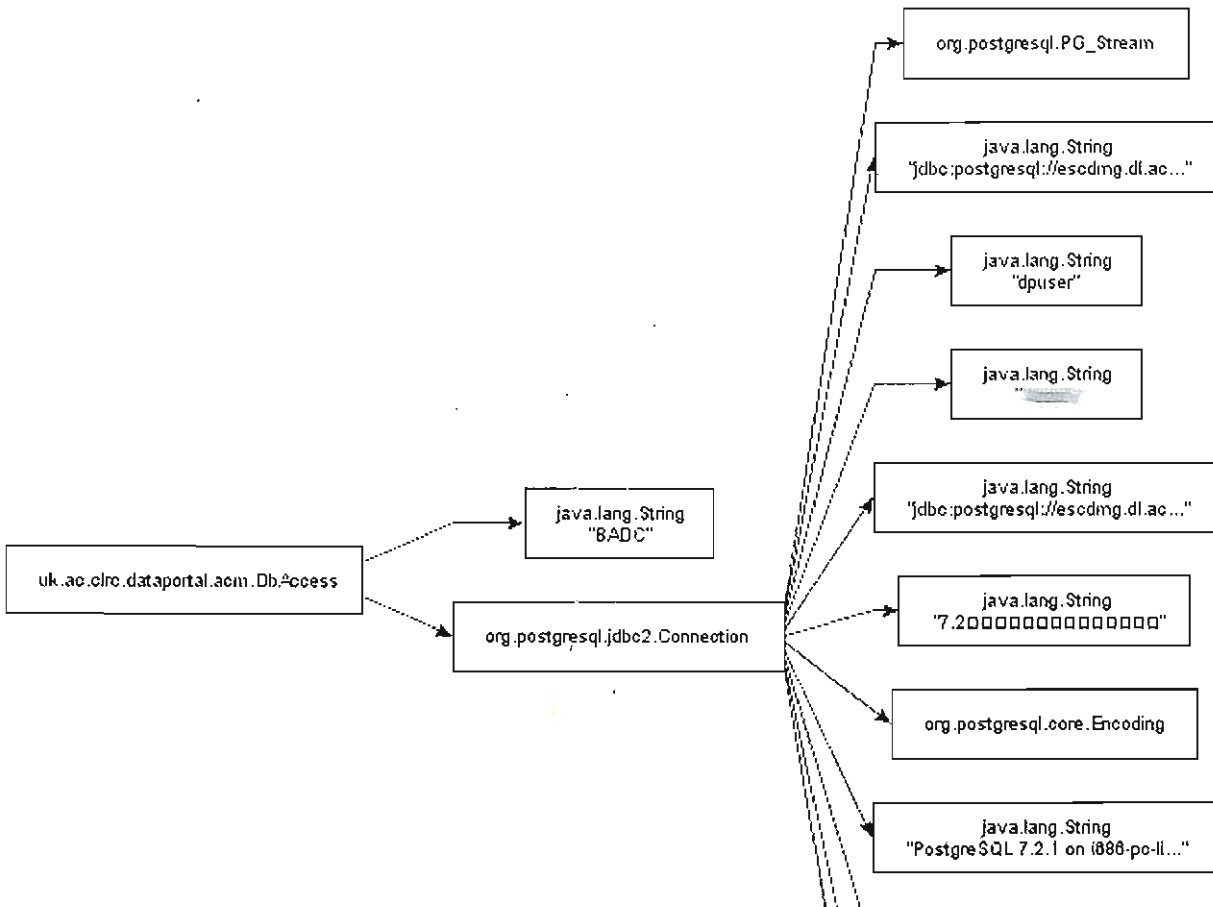 org.postgresql.PG_Stream
java.lang.String
"jdbc:postgresql://escdmg.dl.ac..."
java.lang.String
"dpuser"
java.lang.String
"
java.lang.String
"jdbc:postgresql://escdmg.dl.ac..."
java.lang.String
"BADC"
uk.ac.clrc.dataportal.acm.DbAccess
org.postgresql.jdbc2.Connection
java.lang.String
"7.2□□□□□□□□□□□□□□"
org.postgresql.core.Encoding
java.lang.String
"PostgreSQL 7.2.1 on i686-pc-li..."